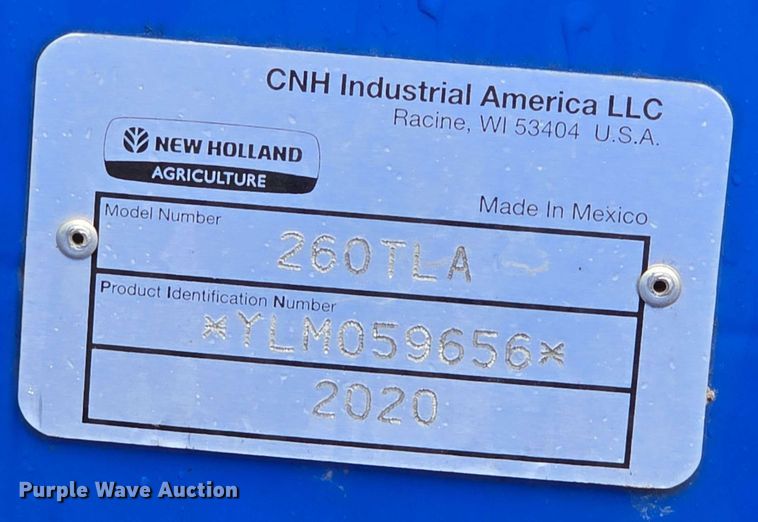 CNH Industrial America LLC
Racine, WI 53404 U.S.A.
NEW HOLLAND
AGRICULTURE
Made In Mexico
Model Number
260TLA
Product Identification Number
*YLM059656*
2020
Purple Wave Auction